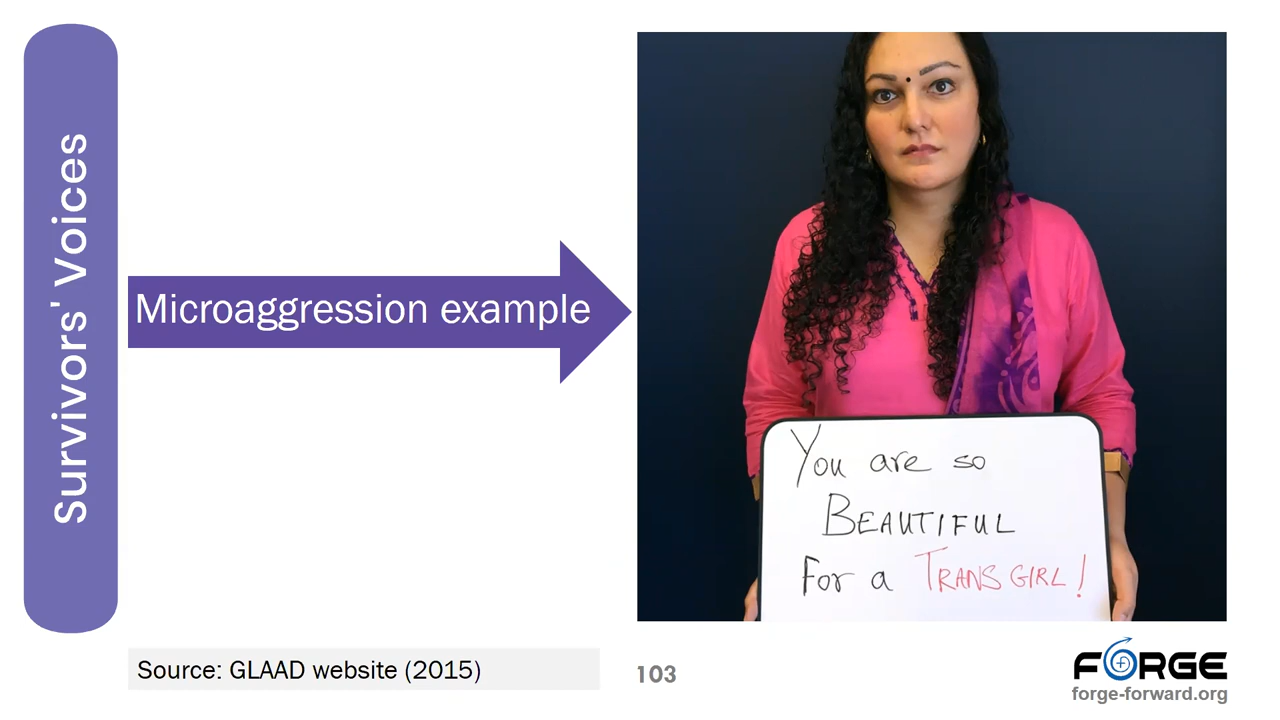 Survivors' Voices
Microaggression example
You are so
BEAUTIFUL
For a TRANS GIRL!
Source: GLAAD website (2015)
103
FORGE
forge-forward.org